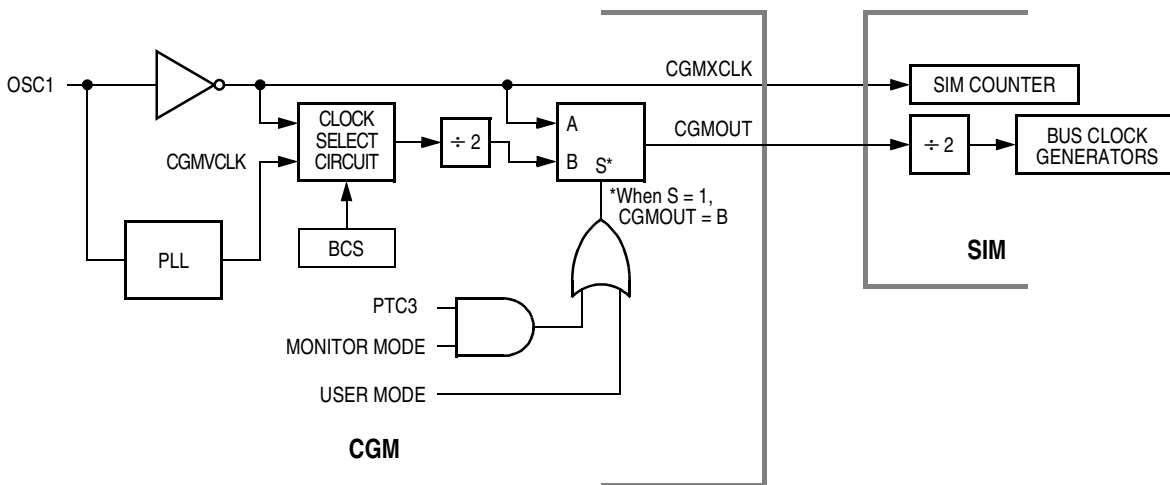 OSC1
CGMXCLK
SIM COUNTER
CLOCK
SELECT
CIRCUIT
÷ 2
A
B
S*
CGMOUT
÷ 2
BUS CLOCK
GENERATORS
CGMVCLK
*When S = 1,
CGMOUT = B
BCS
PLL
SIM
PTC3
MONITOR MODE
USER MODE
CGM